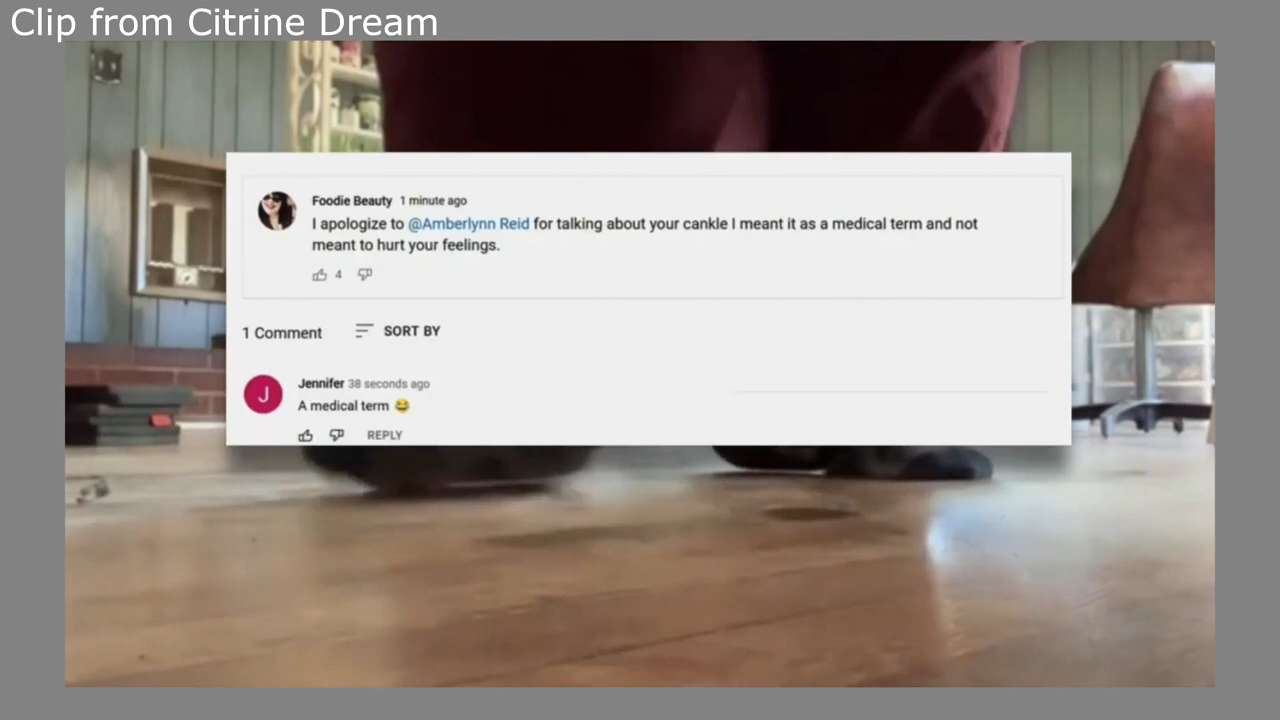 Clip from Citrine Dream
Foodie Beauty 1 minute ago
I apologize to @Amberlynn Reid for talking about your cankle I meant it as a medical term and not
meant to hurt your feelings.
4
1 Comment SORT BY
J
Jennifer 38 seconds ago
A medical term 😂
REPLY